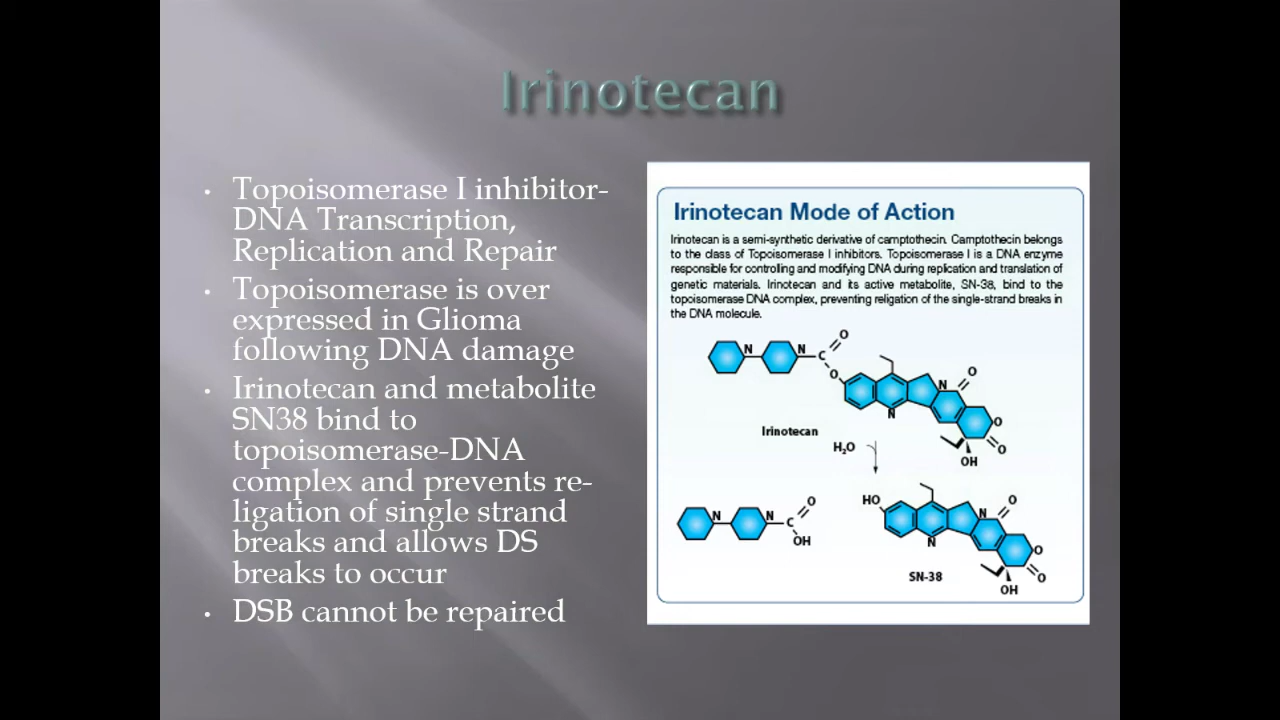 Irinotecan
• Topoisomerase I inhibitor-
DNA Transcription,
Replication and Repair
• Topoisomerase is over
expressed in Glioma
following DNA damage
• Irinotecan and metabolite
SN38 bind to
topoisomerase-DNA
complex and prevents re-
ligation of single strand
breaks and allows DS
breaks to occur
• DSB cannot be repaired
Irinotecan Mode of Action
Irinotecan is a semi-synthetic derivative of camptothecin. Camptothecin belongs
to the class of Topoisomerase I inhibitors. Topoisomerase I is a DNA enzyme
responsible for controlling and modifying DNA during replication and translation of
genetic materials. Irinotecan and its active metabolite, SN-38, bind to the
topoisomerase DNA complex, preventing religation of the single-strand breaks in
the DNA molecule.
N N C O O N N O O O OH
Irinotecan
H₂O
N N C O OH
HO N N O O O OH
SN-38